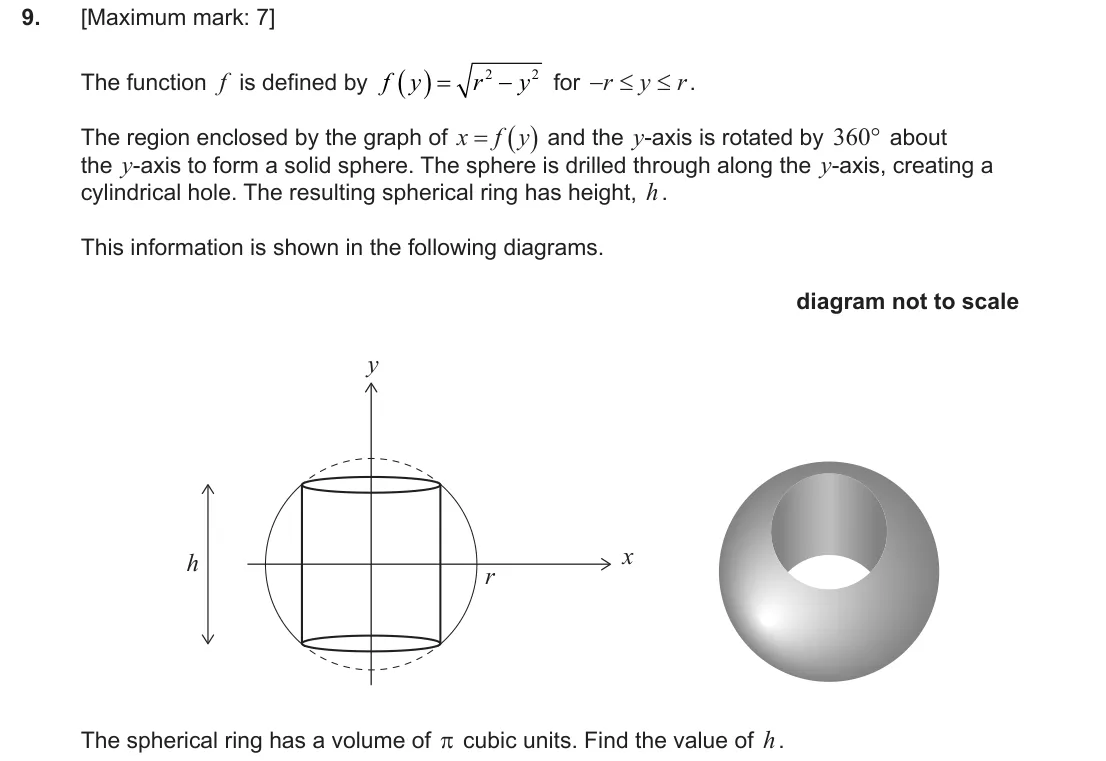 9. [Maximum mark: 7]
The function f is defined by f(y) = √(r² − y²) for −r ≤ y ≤ r.
The region enclosed by the graph of x = f(y) and the y-axis is rotated by 360° about
the y-axis to form a solid sphere. The sphere is drilled through along the y-axis, creating a
cylindrical hole. The resulting spherical ring has height, h.
This information is shown in the following diagrams.
diagram not to scale
y
h
x
r
The spherical ring has a volume of π cubic units. Find the value of h.